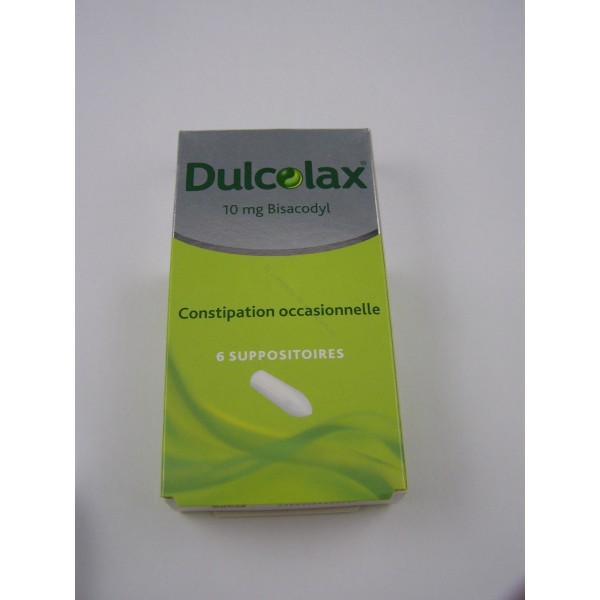 Dulcolax®
10 mg Bisacodyl
Constipation occasionnelle
6 SUPPOSITOIRES